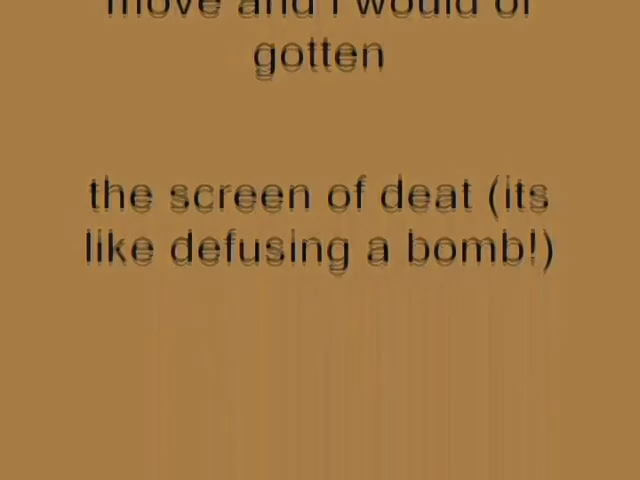 move and i would of
gotten
the screen of deat (its
like defusing a bomb!)